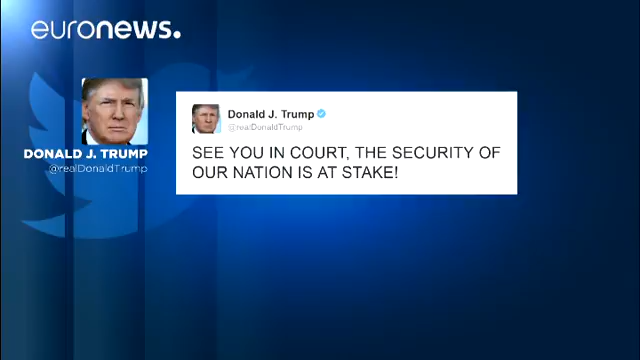 euronews.
DONALD J. TRUMP
@realDonaldTrump
Donald J. Trump
@realDonaldTrump
SEE YOU IN COURT, THE SECURITY OF
OUR NATION IS AT STAKE!